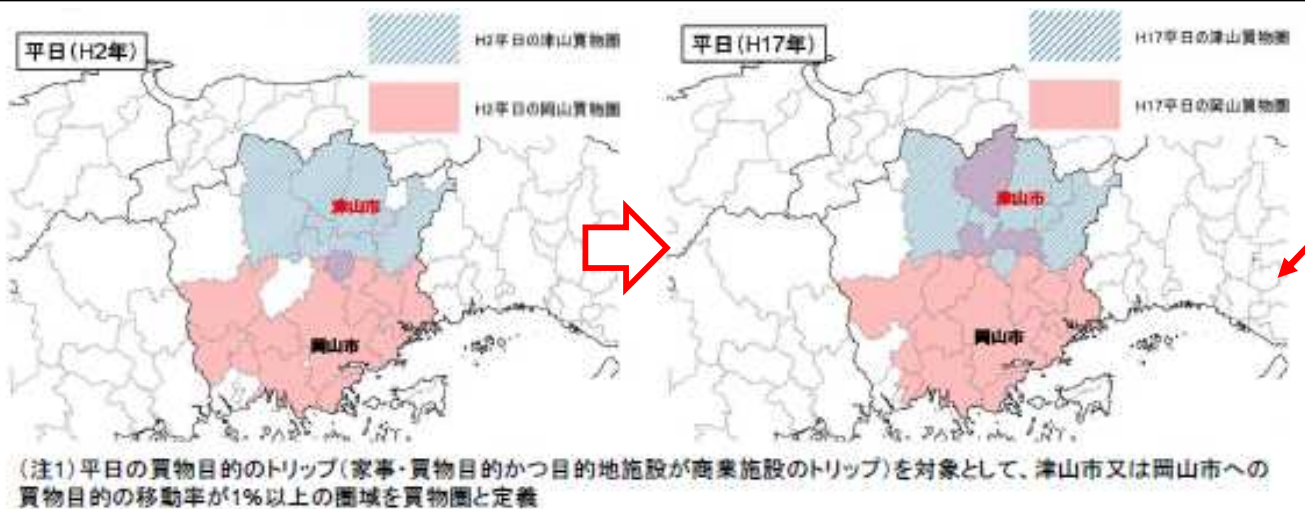 平日(H2年)
H2平日の津山買物圏
H2平日の岡山買物圏
津山市
岡山市
平日(H17年)
H17平日の津山買物圏
H17平日の岡山買物圏
津山市
岡山市
(注1)平日の買物目的のトリップ(家事・買物目的かつ目的地施設が商業施設のトリップ)を対象として、津山市又は岡山市への
買物目的の移動率が1%以上の圏域を買物圏と定義